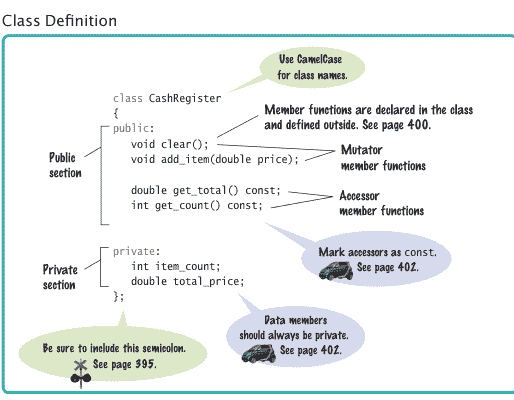 Class Definition
Use CamelCase
for class names.
class CashRegister
{
public:
void clear();
void add_item(double price);
double get_total() const;
int get_count() const;
private:
int item_count;
double total_price;
};
Public
section
Private
section
Member functions are declared in the class
and defined outside. See page 400.
Mutator
member functions
Accessor
member functions
Mark accessors as const.
See page 402.
Data members
should always be private.
See page 402.
Be sure to include this semicolon.
See page 395.